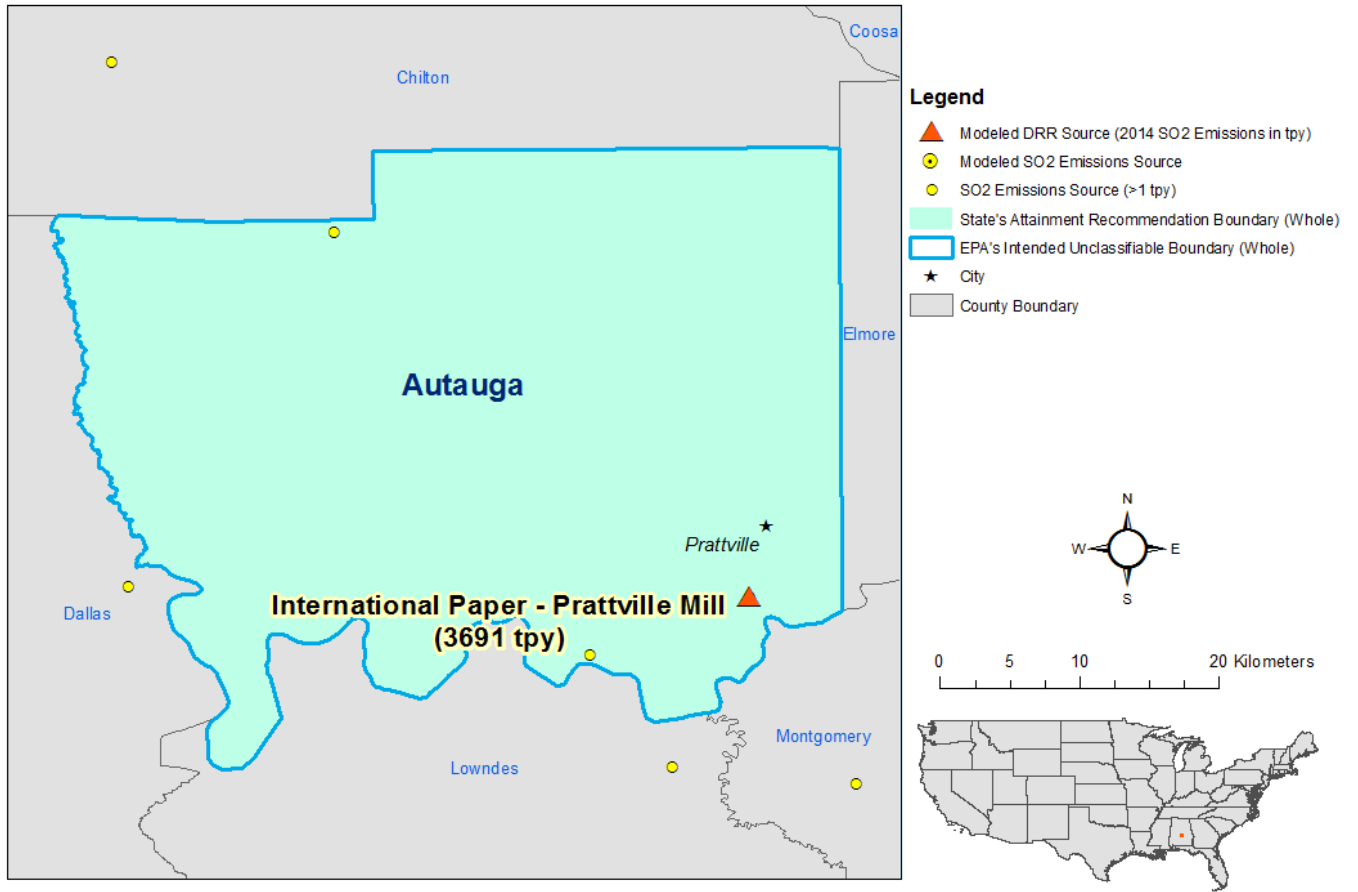 Coosa
Chilton
Elmore
Autauga
Prattville
International Paper - Prattville Mill
(3691 tpy)
Dallas
Lowndes
Montgomery
Legend
Modeled DRR Source (2014 SO2 Emissions in tpy)
Modeled SO2 Emissions Source
SO2 Emissions Source (>1 tpy)
State's Attainment Recommendation Boundary (Whole)
EPA's Intended Unclassifiable Boundary (Whole)
City
County Boundary
N
W E
S
0 5 10 20 Kilometers